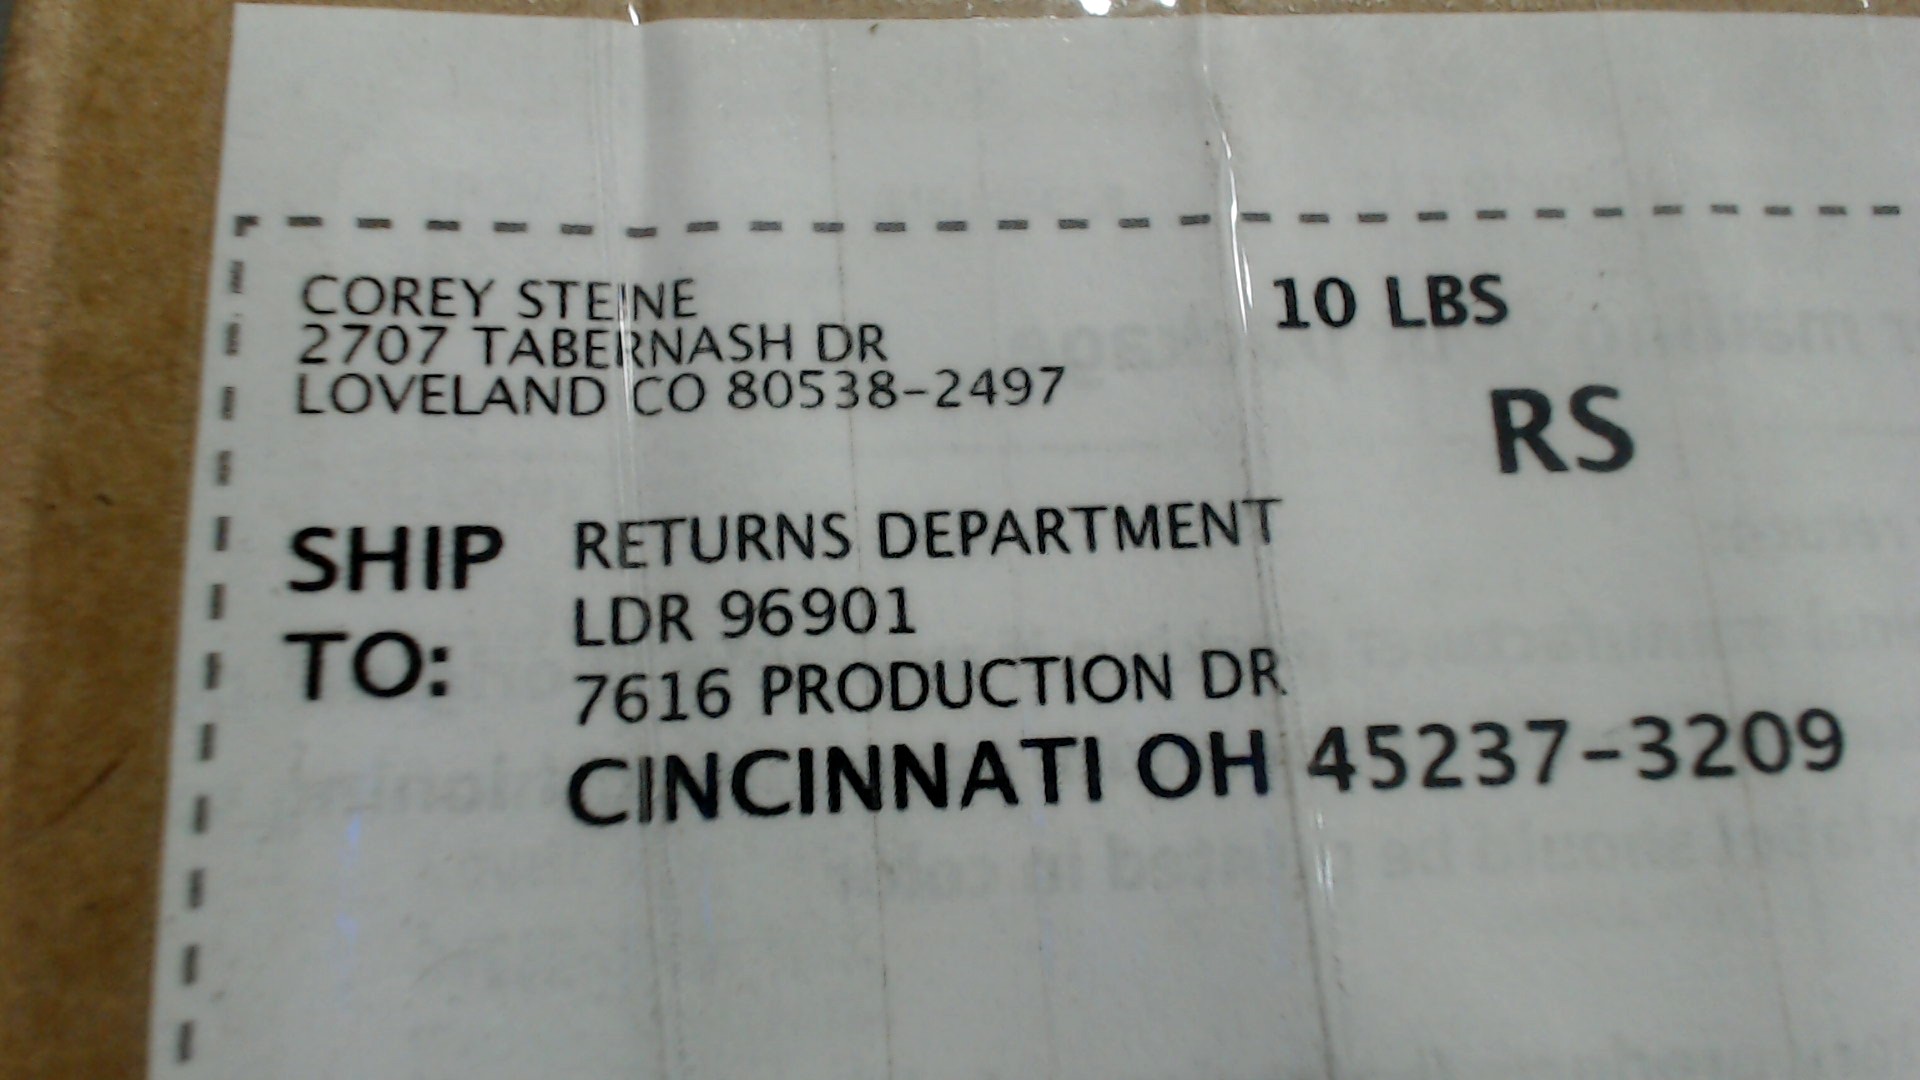 COREY STEINE
2707 TABERNASH DR
LOVELAND CO 80538-2497
10 LBS
RS
SHIP TO:
RETURNS DEPARTMENT
LDR 96901
7616 PRODUCTION DR
CINCINNATI OH 45237-3209